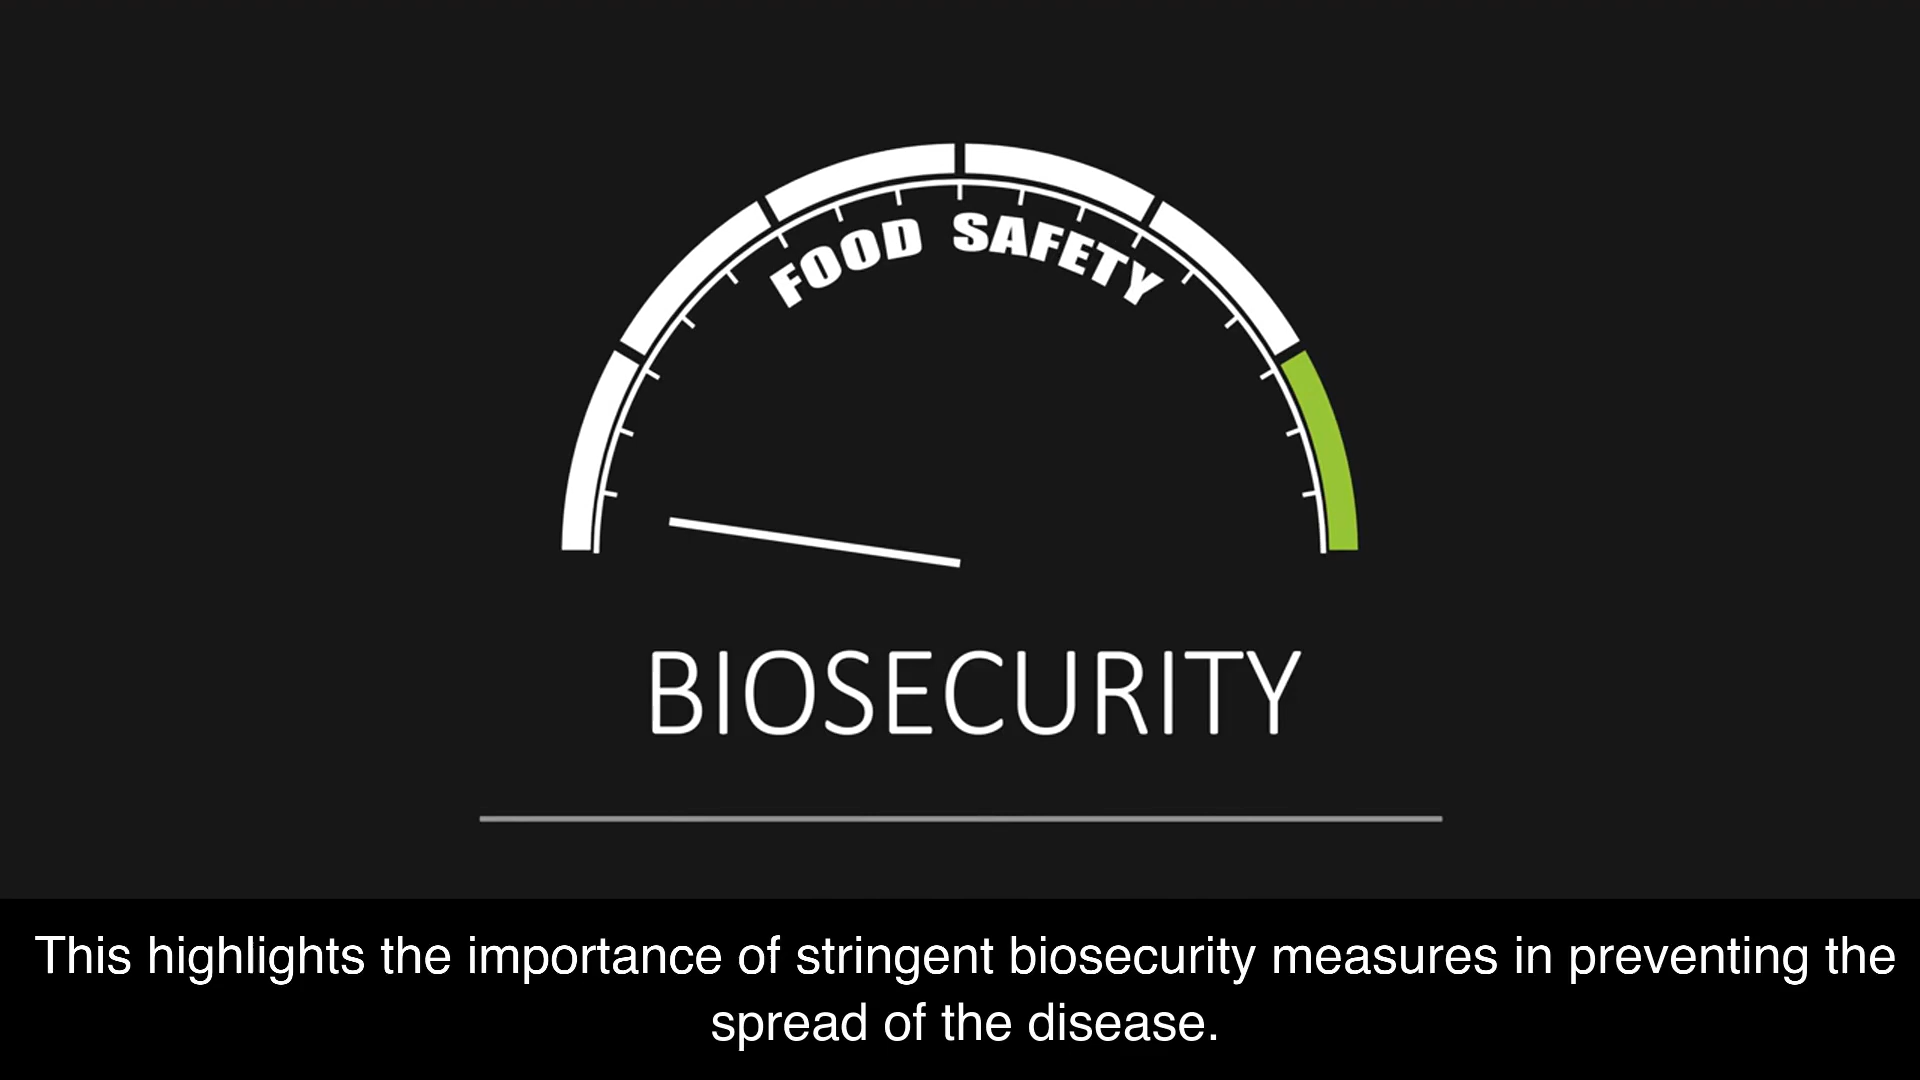 FOOD SAFETY
BIOSECURITY
This highlights the importance of stringent biosecurity measures in preventing the
spread of the disease.